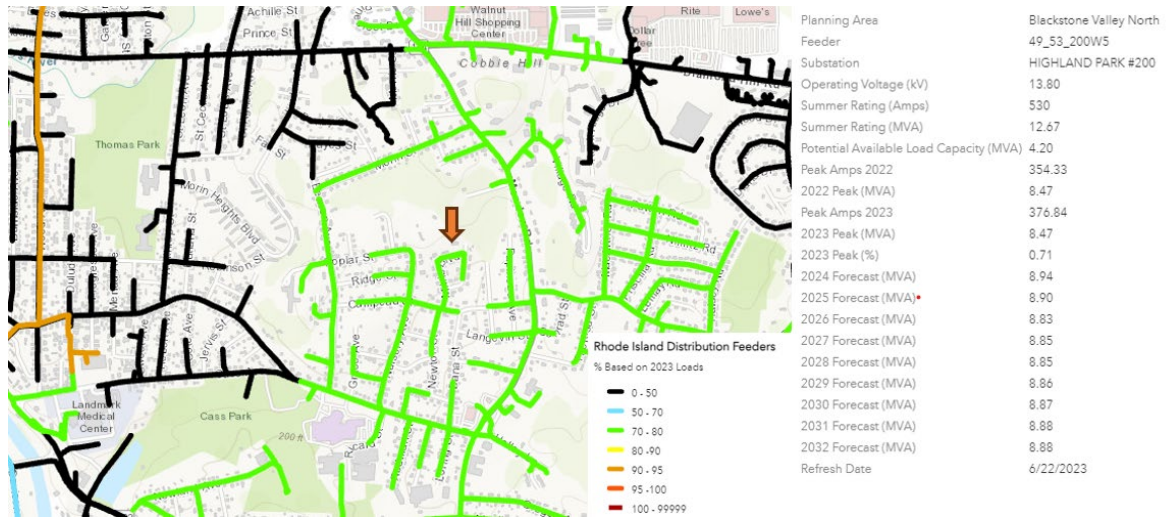 Achille St
Walnut
Hill Shopping
Center
Rite
Lowe's
Prince St
Dollar
Tree
Cobble Hill
Thomas Park
Morin Heights Blvd
Poplar St
Ridge St
Langevin St
Jervis St
Landmark
Medical
Center
Cass Park
200 ft
Rhode Island Distribution Feeders
% Based on 2023 Loads
0 - 50
50 - 70
70 - 80
80 - 90
90 - 95
95 - 100
100 - 99999
Planning Area Blackstone Valley North
Feeder 49_53_200W5
Substation HIGHLAND PARK #200
Operating Voltage (kV) 13.80
Summer Rating (Amps) 530
Summer Rating (MVA) 12.67
Potential Available Load Capacity (MVA) 4.20
Peak Amps 2022 354.33
2022 Peak (MVA) 8.47
Peak Amps 2023 376.84
2023 Peak (MVA) 8.47
2023 Peak (%) 0.71
2024 Forecast (MVA) 8.94
2025 Forecast (MVA) 8.90
2026 Forecast (MVA) 8.83
2027 Forecast (MVA) 8.85
2028 Forecast (MVA) 8.85
2029 Forecast (MVA) 8.86
2030 Forecast (MVA) 8.87
2031 Forecast (MVA) 8.88
2032 Forecast (MVA) 8.88
Refresh Date 6/22/2023